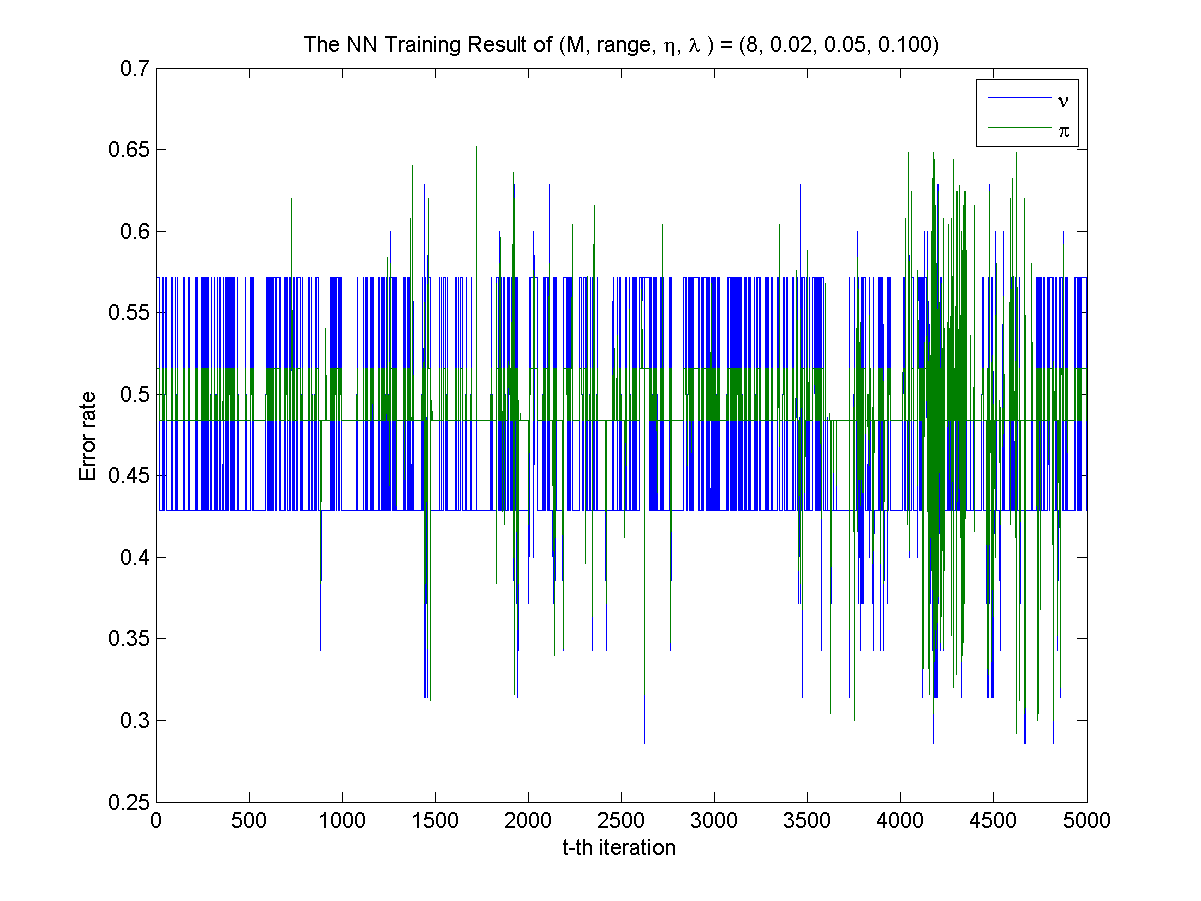 The NN Training Result of (M, range, η, λ ) = (8, 0.02, 0.05, 0.100)
ν
π
0.7
0.65
0.6
0.55
0.5
0.45
0.4
0.35
0.3
0.25
Error rate
0 500 1000 1500 2000 2500 3000 3500 4000 4500 5000
t-th iteration